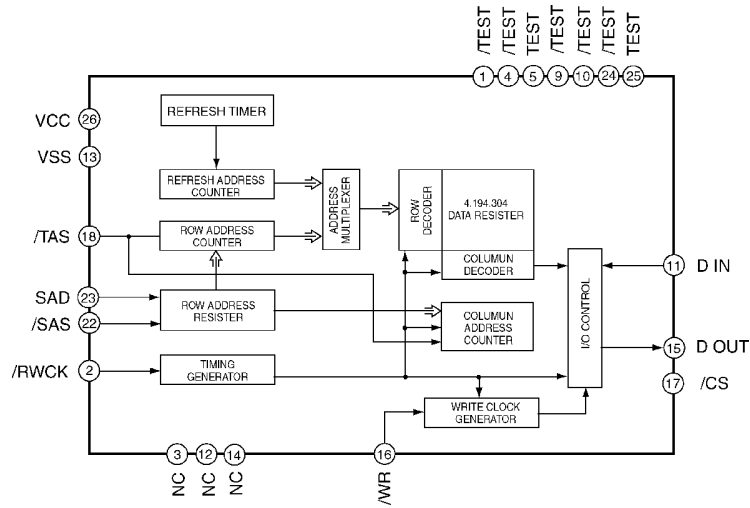 /TEST
/TEST
TEST
/TEST
/TEST
/TEST
TEST
1
4
5
9
10
24
25
VCC
26
VSS
13
/TAS
18
SAD
23
/SAS
22
/RWCK
2
REFRESH TIMER
REFRESH ADDRESS
COUNTER
ROW ADDRESS
COUNTER
ROW ADDRESS
RESISTER
TIMING
GENERATOR
ADDRESS
MULTIPLEXER
ROW
DECODER
4.194.304
DATA RESISTER
COLUMUN
DECODER
COLUMUN
ADDRESS
COUNTER
WRITE CLOCK
GENERATOR
I/O CONTROL
11
D IN
15
D OUT
17
/CS
3
12
14
16
NC
NC
NC
/WR